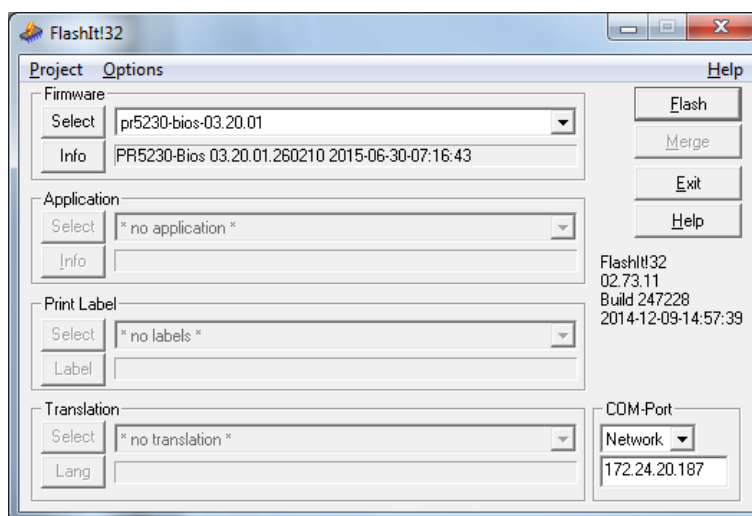 FlashIt!32
Project Options Help
Firmware
Select pr5230-bios-03.20.01
Info PR5230-Bios 03.20.01.260210 2015-06-30-07:16:43
Application
Select * no application *
Info
Print Label
Select * no labels *
Label
Translation
Select * no translation *
Lang
Flash
Merge
Exit
Help
FlashIt!32
02.73.11
Build 247228
2014-12-09-14:57:39
COM-Port
Network
172.24.20.187